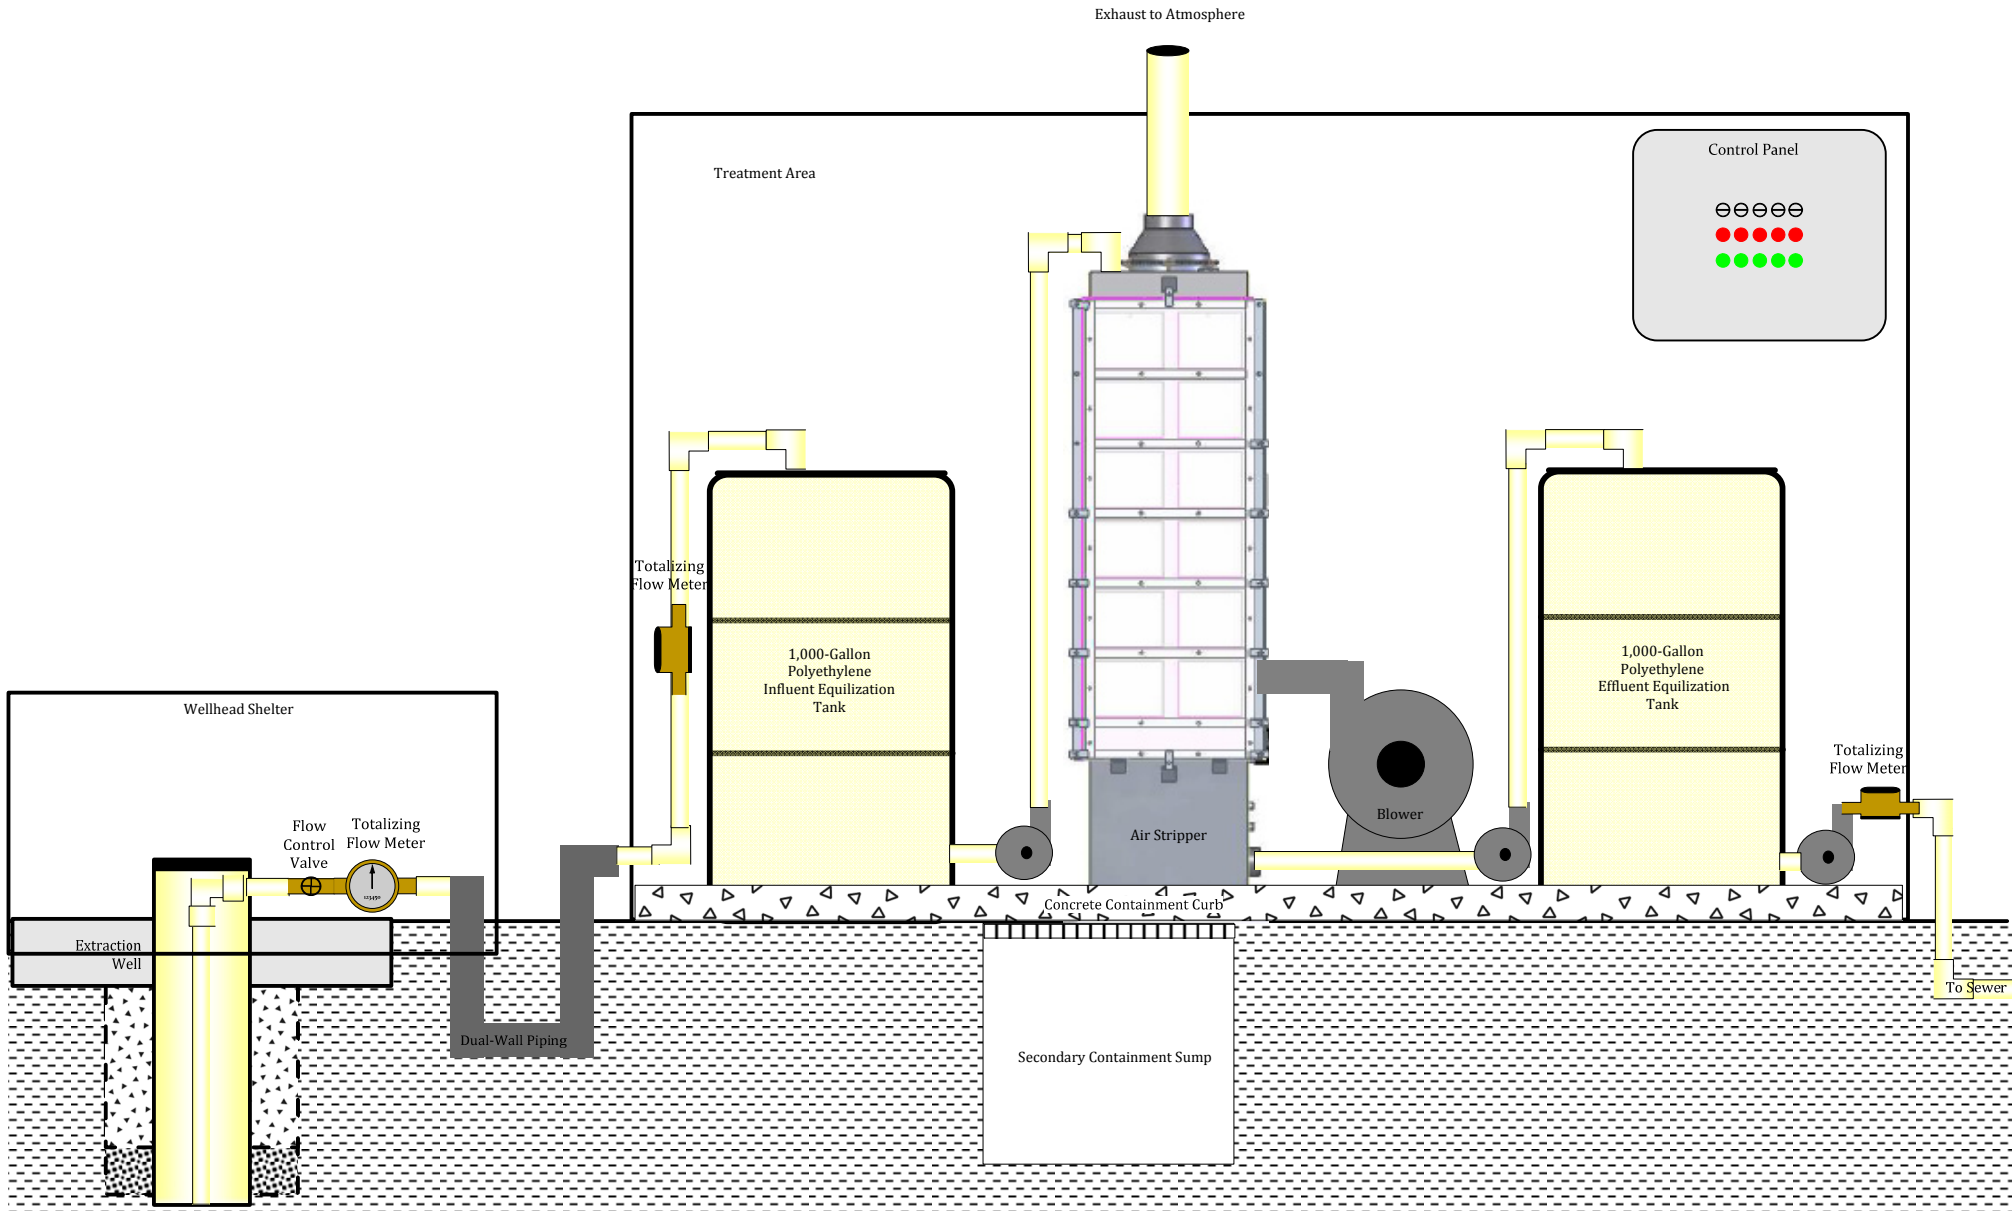 Exhaust to Atmosphere
Control Panel
Treatment Area
Totalizing
Flow Meter
1,000-Gallon
Polyethylene
Influent Equilization
Tank
1,000-Gallon
Polyethylene
Effluent Equilization
Tank
Wellhead Shelter
Totalizing
Flow Meter
Flow
Control
Valve
Totalizing
Flow Meter
Blower
Air Stripper
123456
Concrete Containment Curb
Extraction
Well
To Sewer
Dual-Wall Piping
Secondary Containment Sump